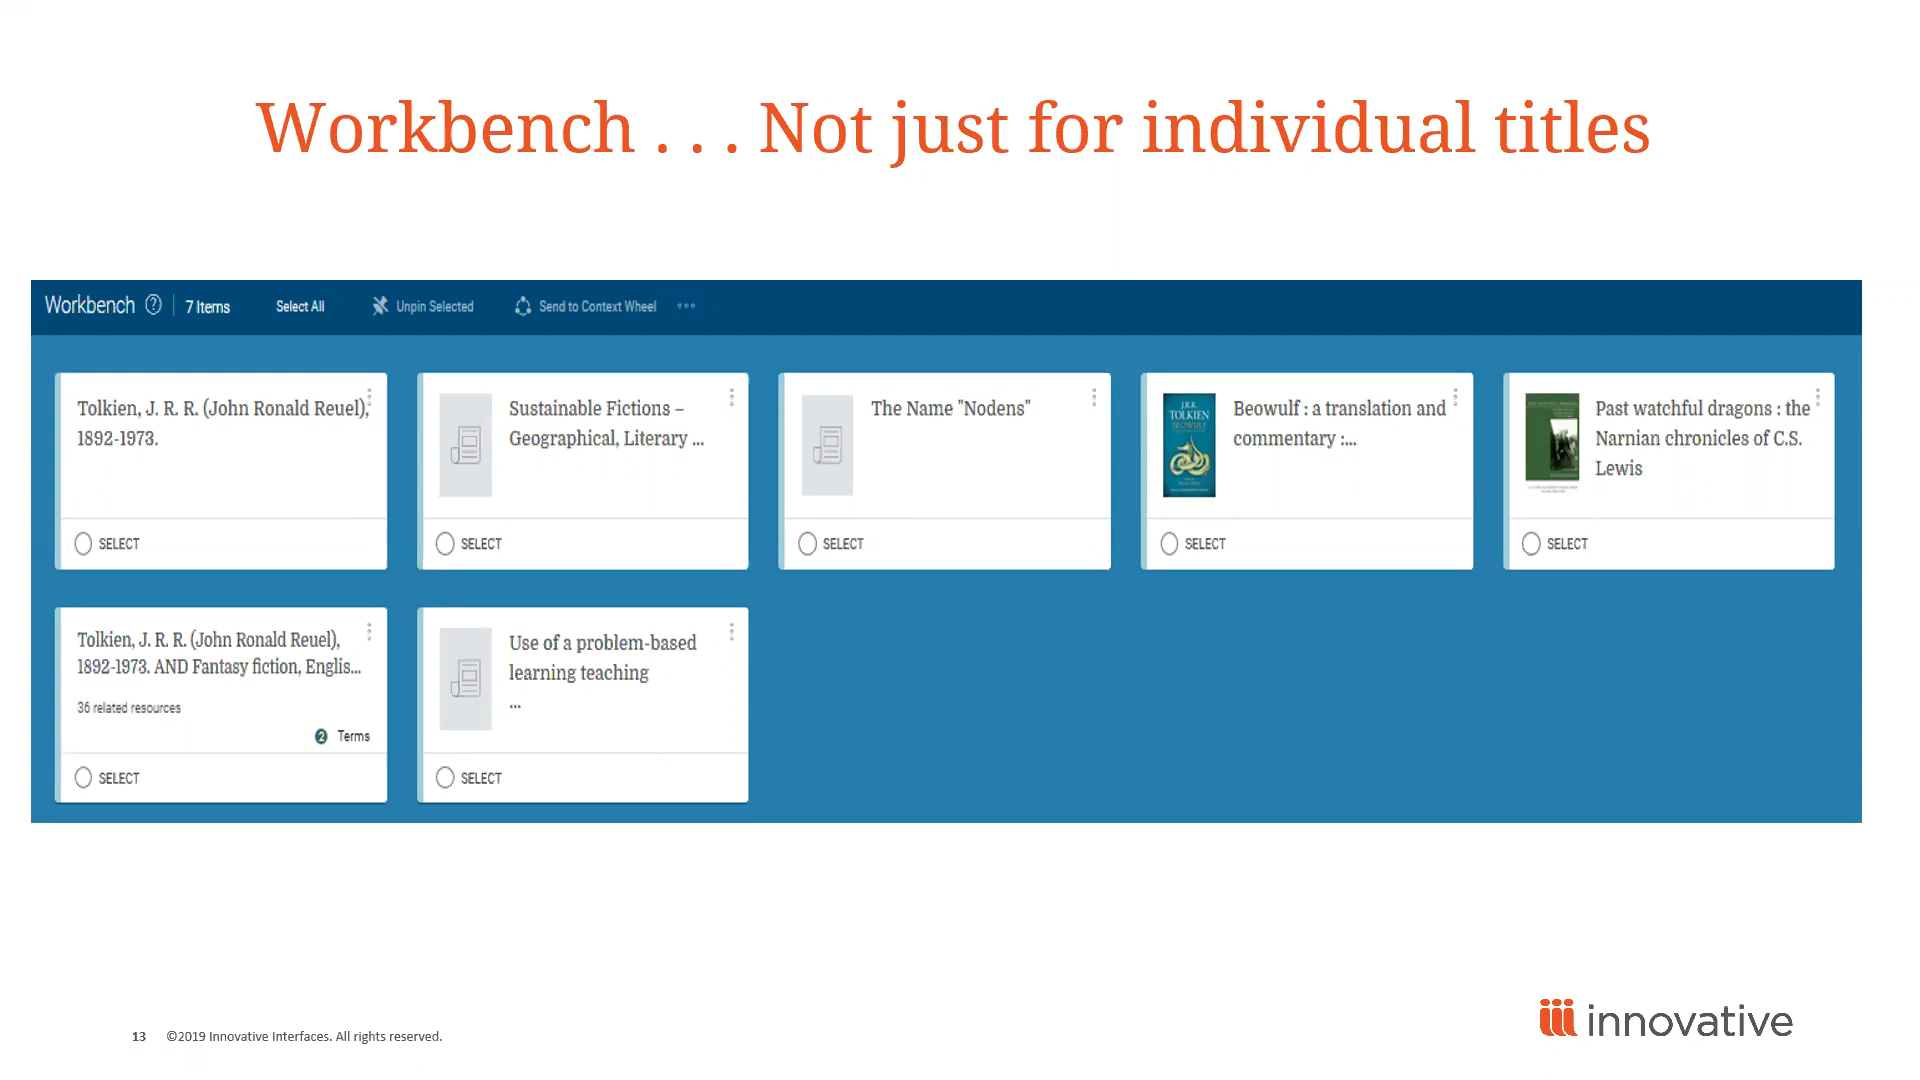 Workbench . . . Not just for individual titles
Workbench ? 7 Items Select All Unpin Selected Send to Context Wheel
Tolkien, J. R. R. (John Ronald Reuel),
1892-1973.
SELECT
Sustainable Fictions –
Geographical, Literary ...
SELECT
The Name "Nodens"
SELECT
J.R.R.
TOLKIEN
BEOWULF
Beowulf : a translation and
commentary :...
SELECT
Past watchful dragons : the
Narnian chronicles of C.S.
Lewis
SELECT
Tolkien, J. R. R. (John Ronald Reuel),
1892-1973. AND Fantasy fiction, Englis...
36 related resources
2 Terms
SELECT
Use of a problem-based
learning teaching
...
SELECT
13 ©2019 Innovative Interfaces. All rights reserved.
innovative